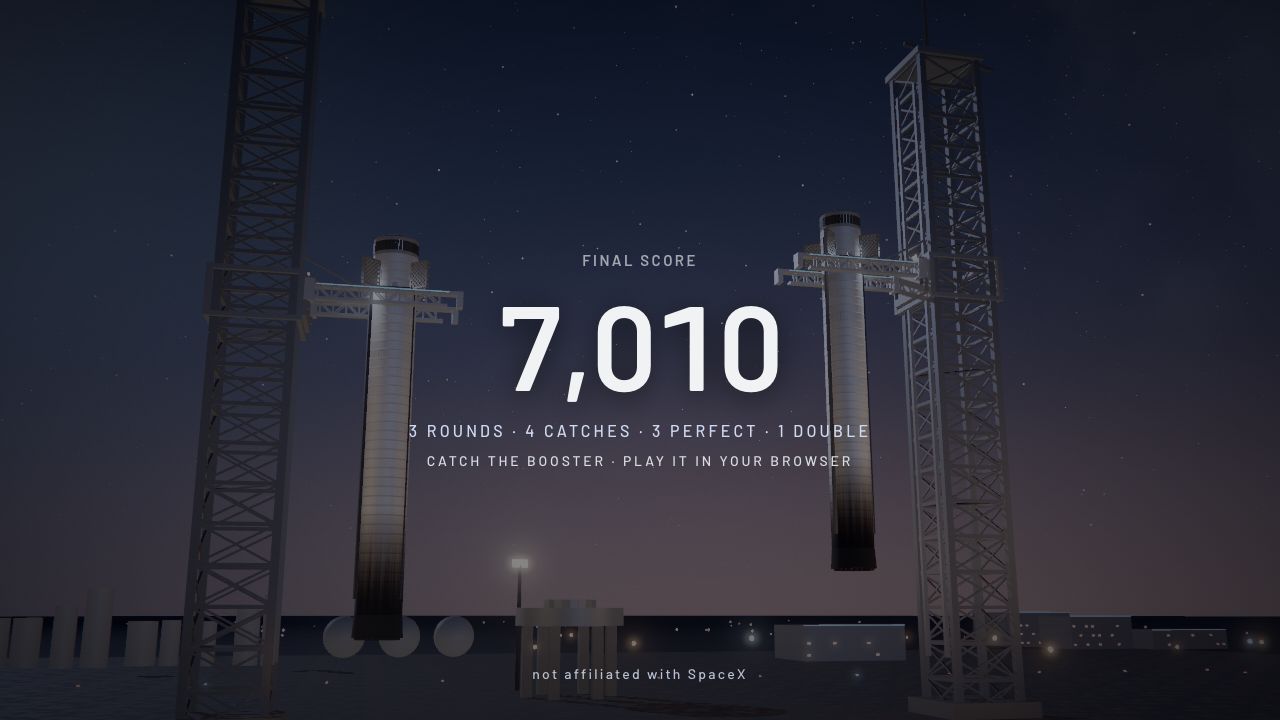 FINAL SCORE
7,010
3 ROUNDS · 4 CATCHES · 3 PERFECT · 1 DOUBLE
CATCH THE BOOSTER · PLAY IT IN YOUR BROWSER
not affiliated with SpaceX